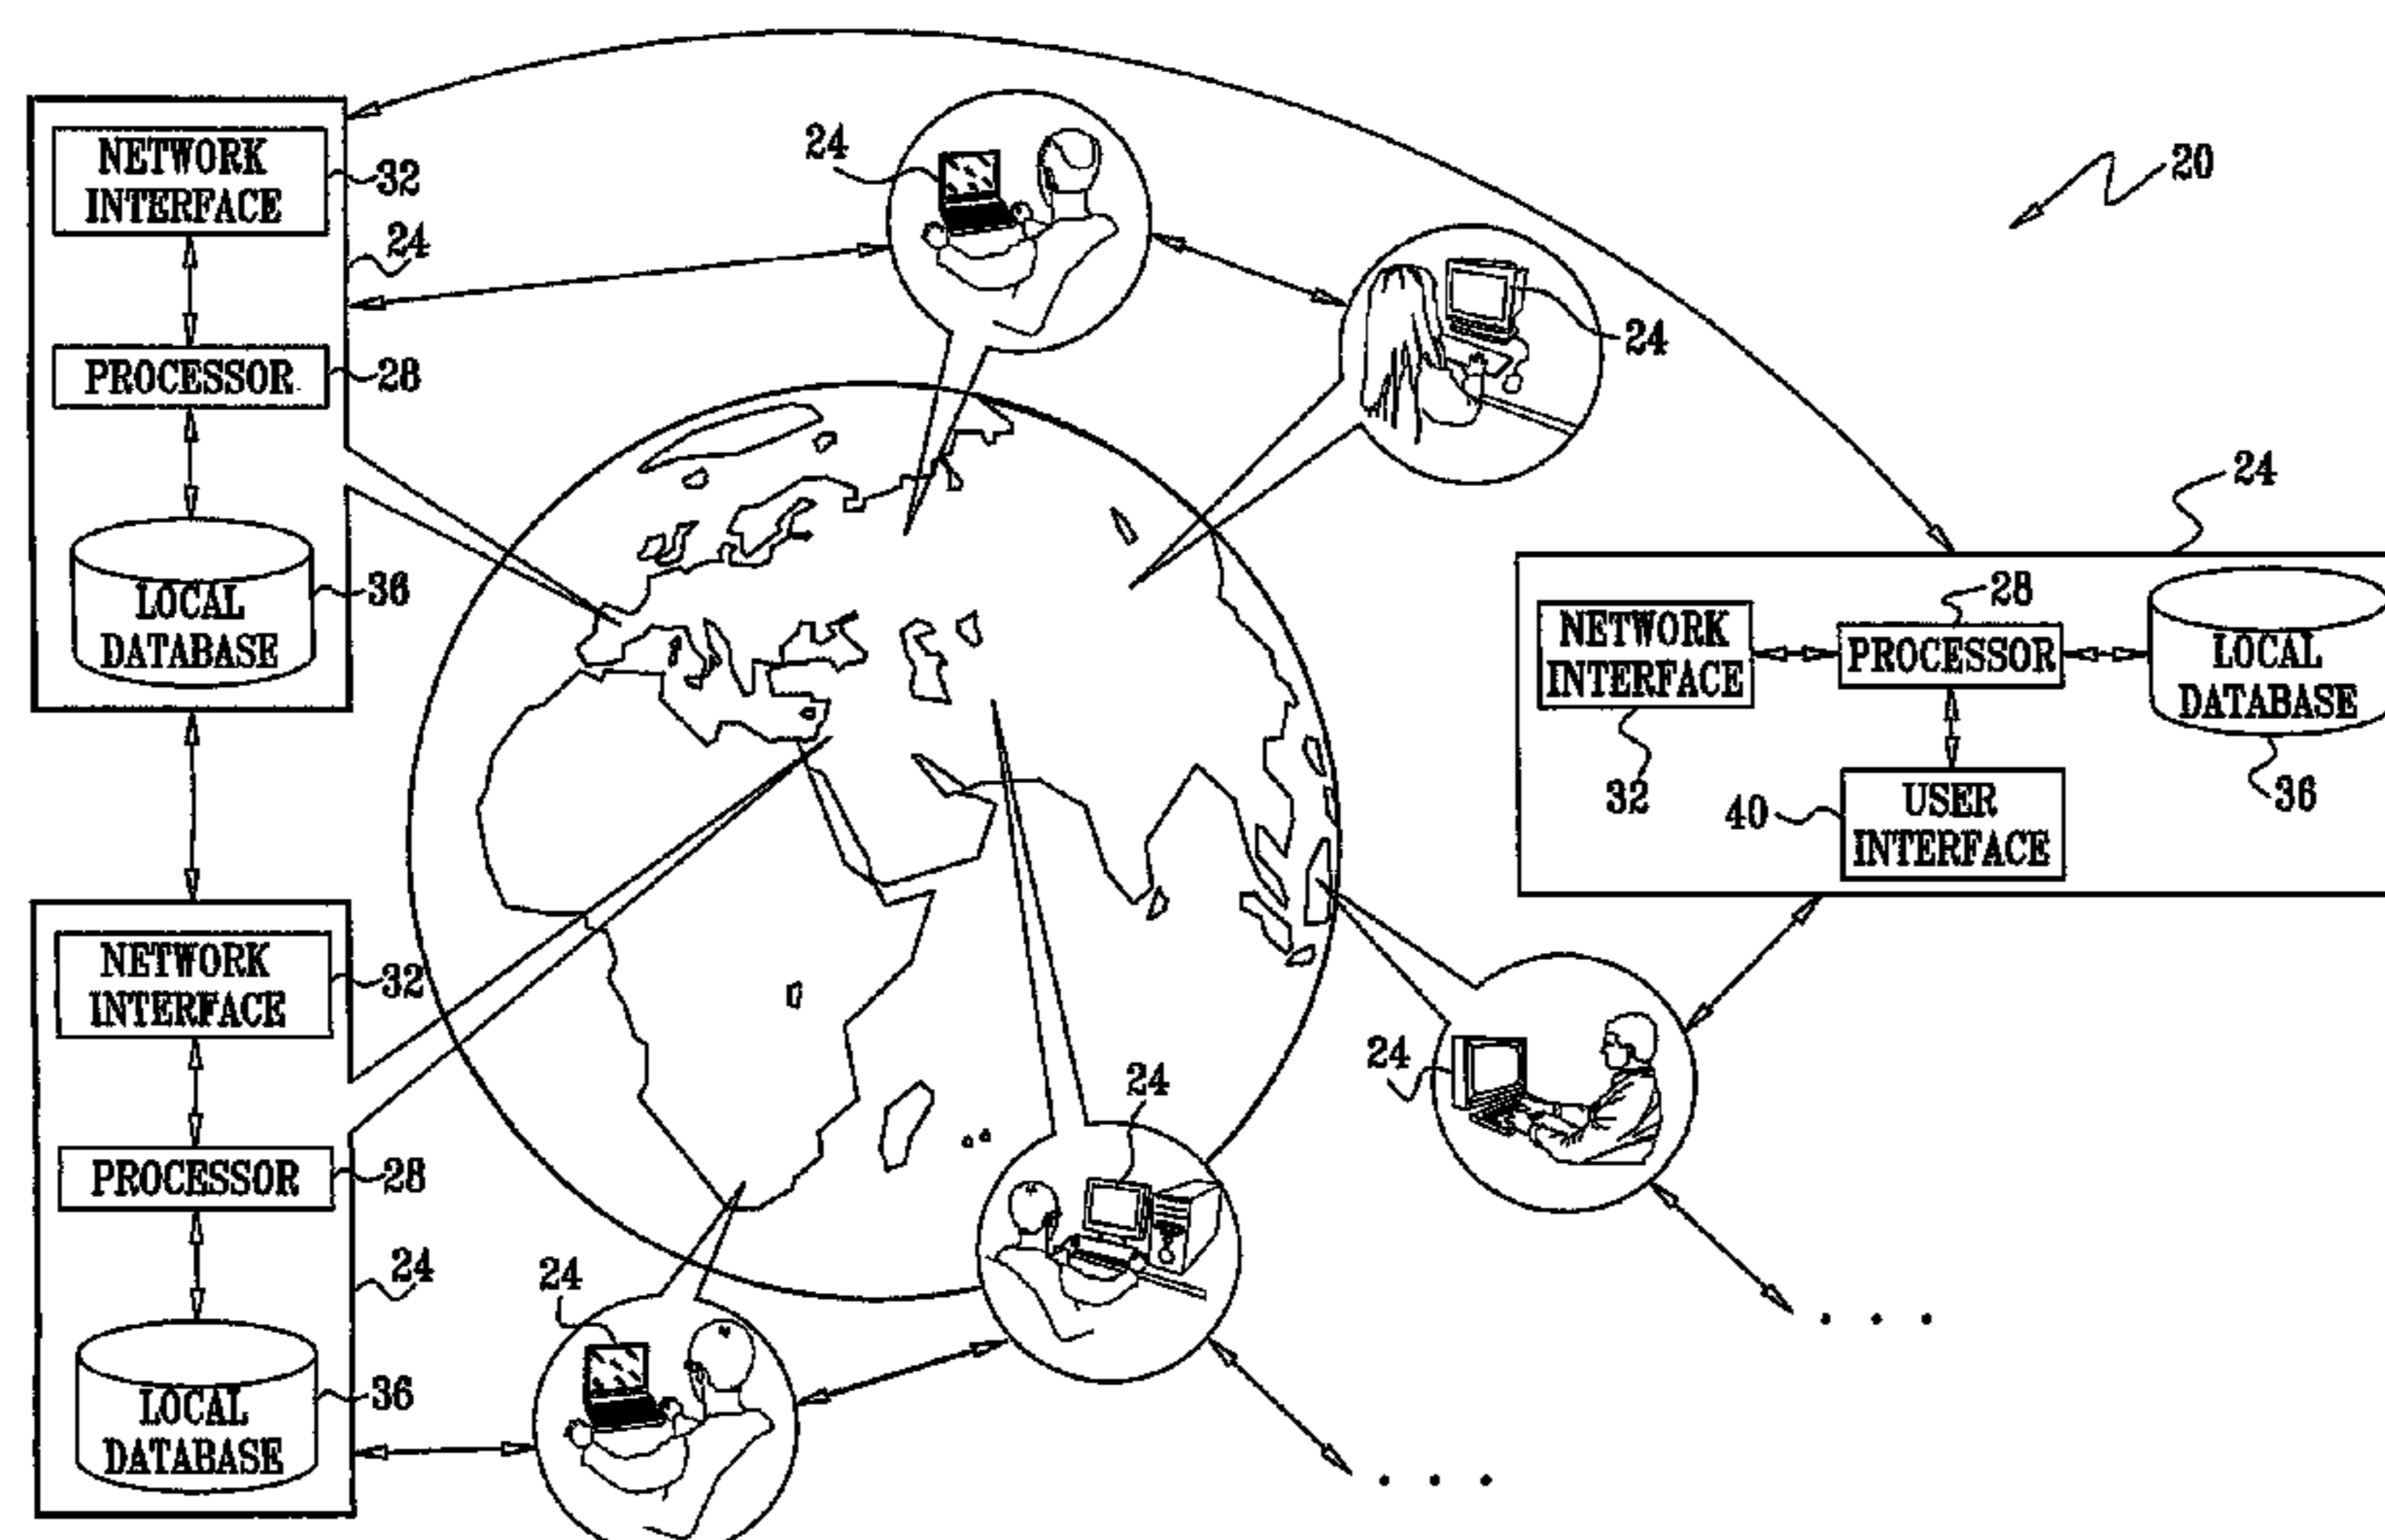 NETWORK
INTERFACE
32
24
PROCESSOR
28
LOCAL
DATABASE
36
24
24
20
24
NETWORK
INTERFACE
32
28
PROCESSOR
LOCAL
DATABASE
36
40
USER
INTERFACE
NETWORK
INTERFACE
32
PROCESSOR
28
24
LOCAL
DATABASE
36
24
24
24
. . .
. . .